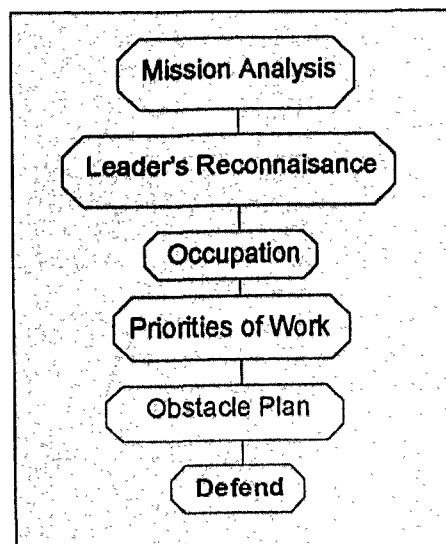 Mission Analysis
Leader's Reconnaisance
Occupation
Priorities of Work
Obstacle Plan
Defend